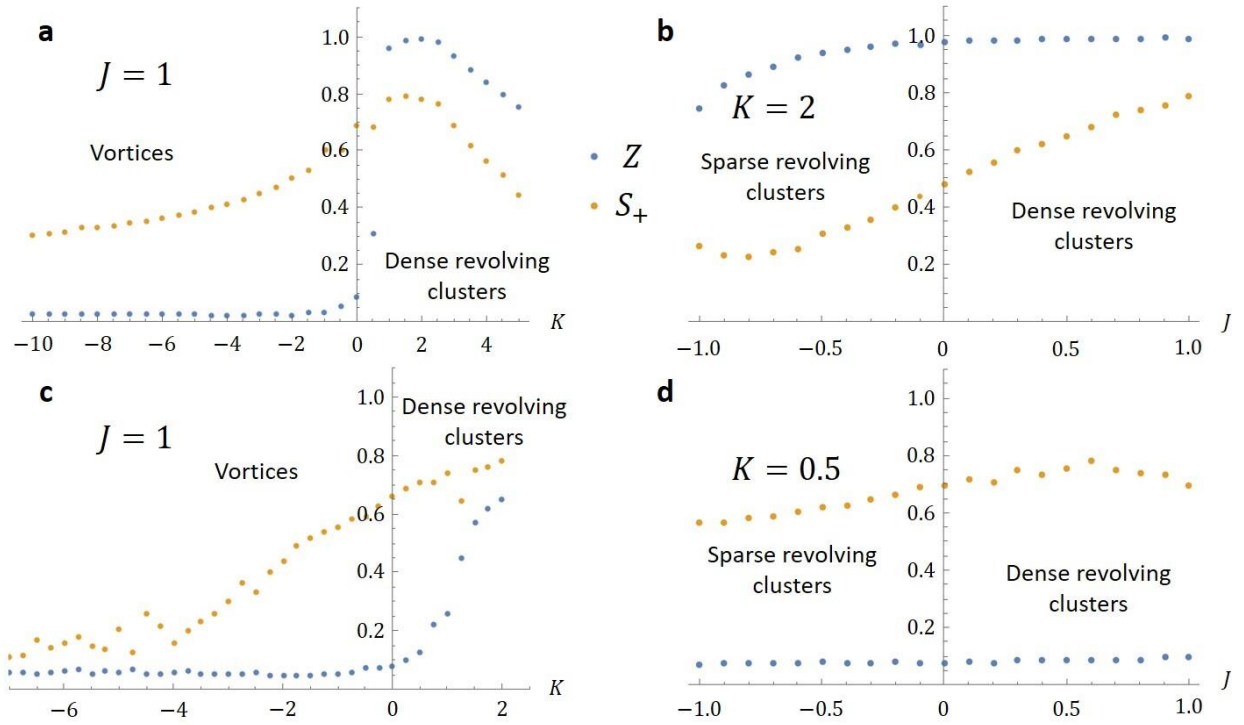 a
J = 1
Vortices
1.0
0.8
0.6
0.4
0.2
Dense revolving
clusters
−10
−8
−6
−4
−2
0
2
4
K
Z
S+
b
K = 2
Sparse revolving
clusters
1.0
0.8
0.6
0.4
0.2
Dense revolving
clusters
−1.0
−0.5
0
0.5
1.0
J
c
J = 1
Vortices
1.0
0.8
0.6
0.4
0.2
Dense revolving
clusters
−6
−4
−2
0
2
K
d
K = 0.5
Sparse revolving
clusters
1.0
0.8
0.6
0.4
0.2
Dense revolving
clusters
−1.0
−0.5
0
0.5
1.0
J